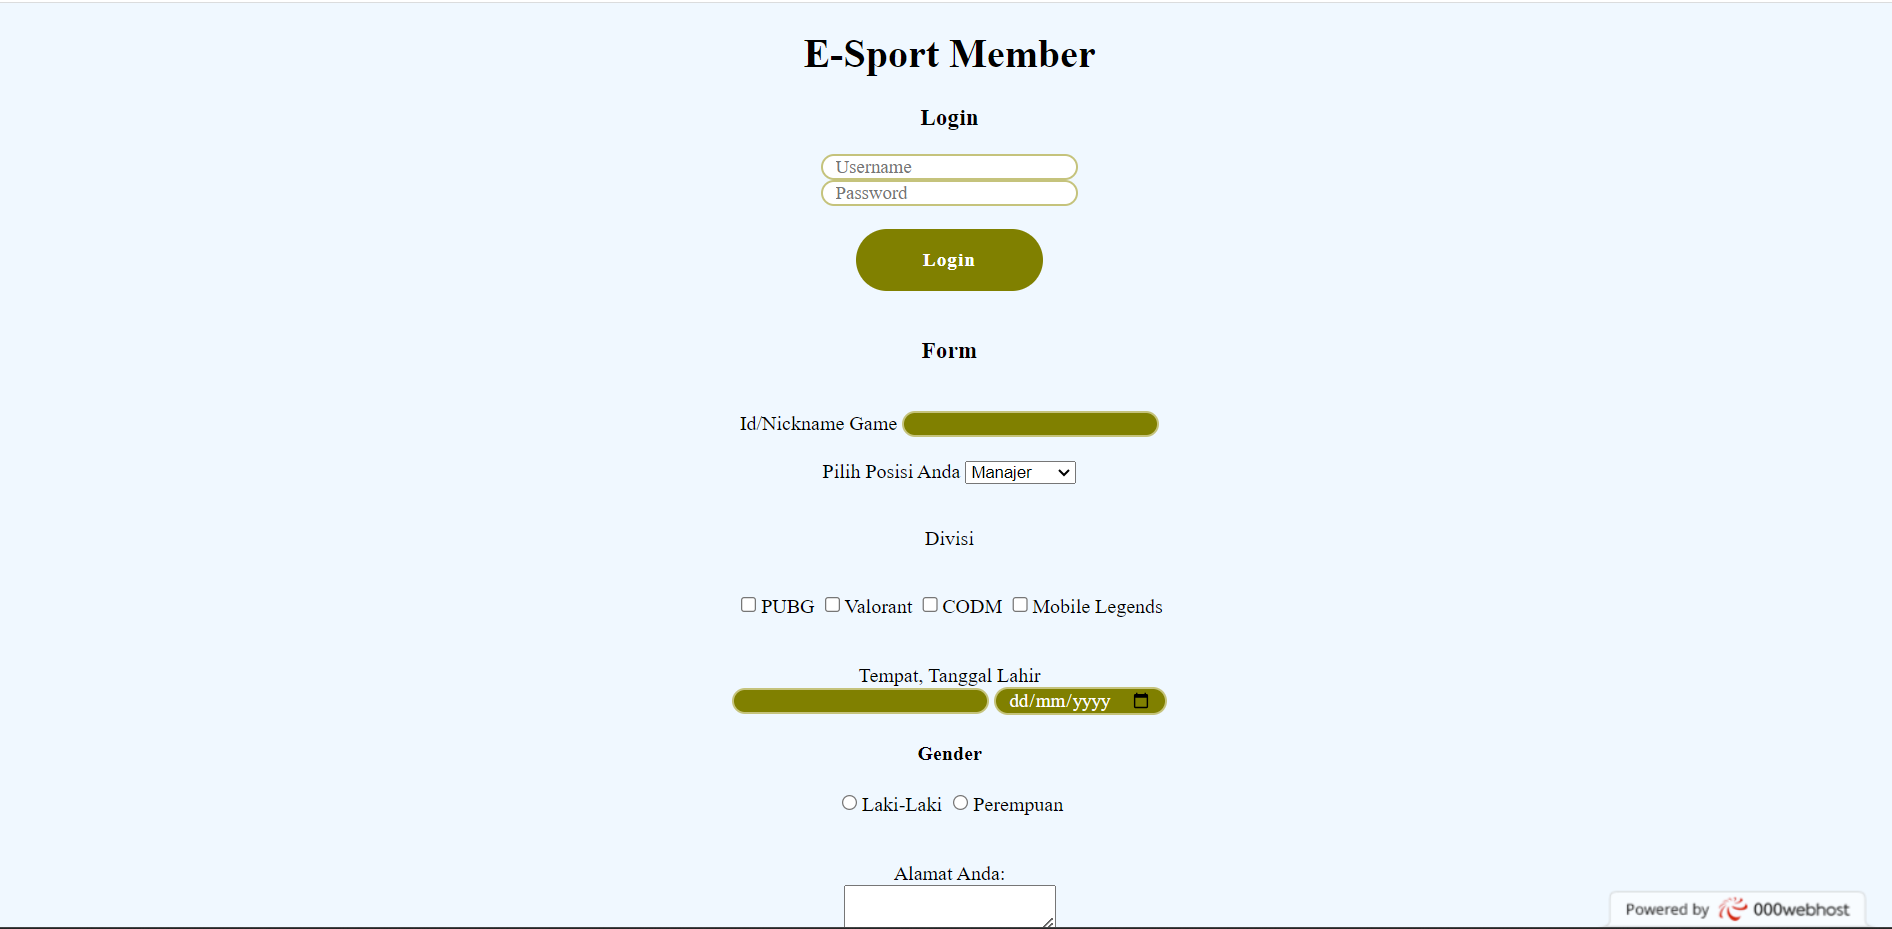 E-Sport Member
Login
Username
Password
Login
Form
Id/Nickname Game
Pilih Posisi Anda Manajer
Divisi
PUBG Valorant CODM Mobile Legends
Tempat, Tanggal Lahir
dd/mm/yyyy
Gender
Laki-Laki Perempuan
Alamat Anda:
Powered by 000webhost